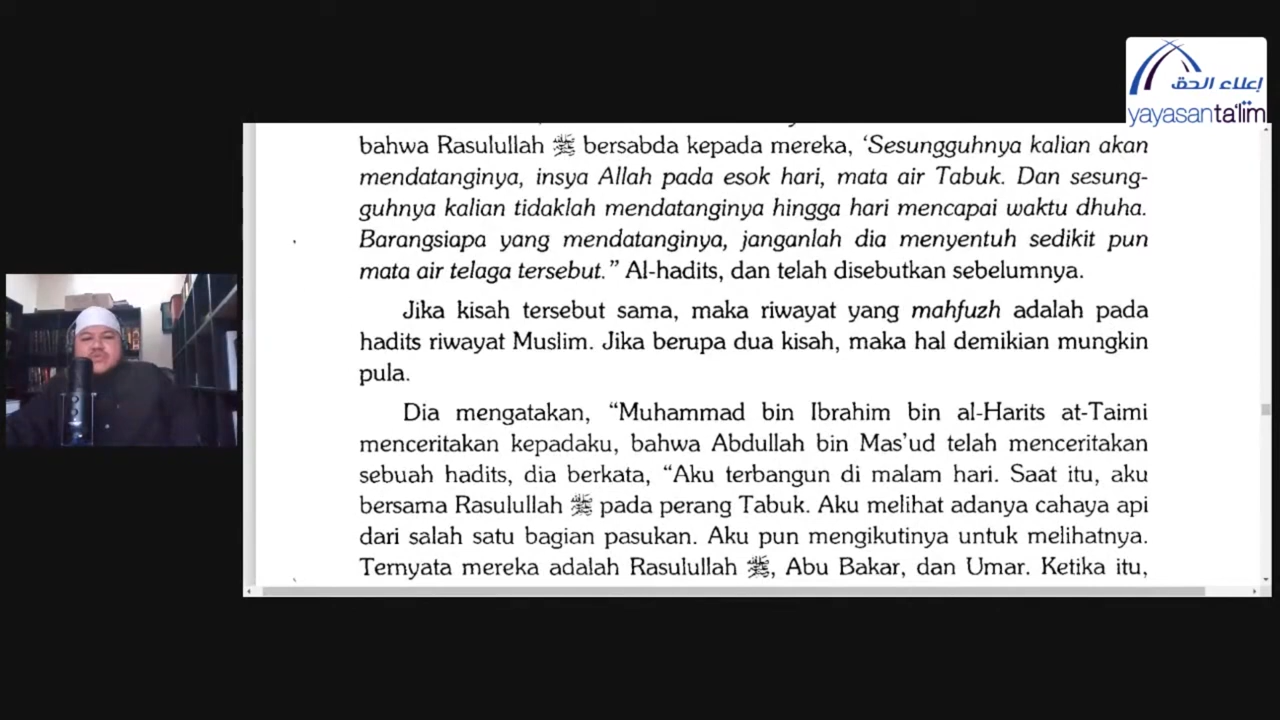 إعلاء الحق
yayasanta'lim
bahwa Rasulullah ﷺ bersabda kepada mereka, ‘Sesungguhnya kalian akan
mendatanginya, insya Allah pada esok hari, mata air Tabuk. Dan sesung-
guhnya kalian tidaklah mendatanginya hingga hari mencapai waktu dhuha.
Barangsiapa yang mendatanginya, janganlah dia menyentuh sedikit pun
mata air telaga tersebut.” Al-hadits, dan telah disebutkan sebelumnya.
Jika kisah tersebut sama, maka riwayat yang mahfuzh adalah pada
hadits riwayat Muslim. Jika berupa dua kisah, maka hal demikian mungkin
pula.
Dia mengatakan, “Muhammad bin Ibrahim bin al-Harits at-Taimi
menceritakan kepadaku, bahwa Abdullah bin Mas’ud telah menceritakan
sebuah hadits, dia berkata, “Aku terbangun di malam hari. Saat itu, aku
bersama Rasulullah ﷺ pada perang Tabuk. Aku melihat adanya cahaya api
dari salah satu bagian pasukan. Aku pun mengikutinya untuk melihatnya.
Ternyata mereka adalah Rasulullah ﷺ, Abu Bakar, dan Umar. Ketika itu,